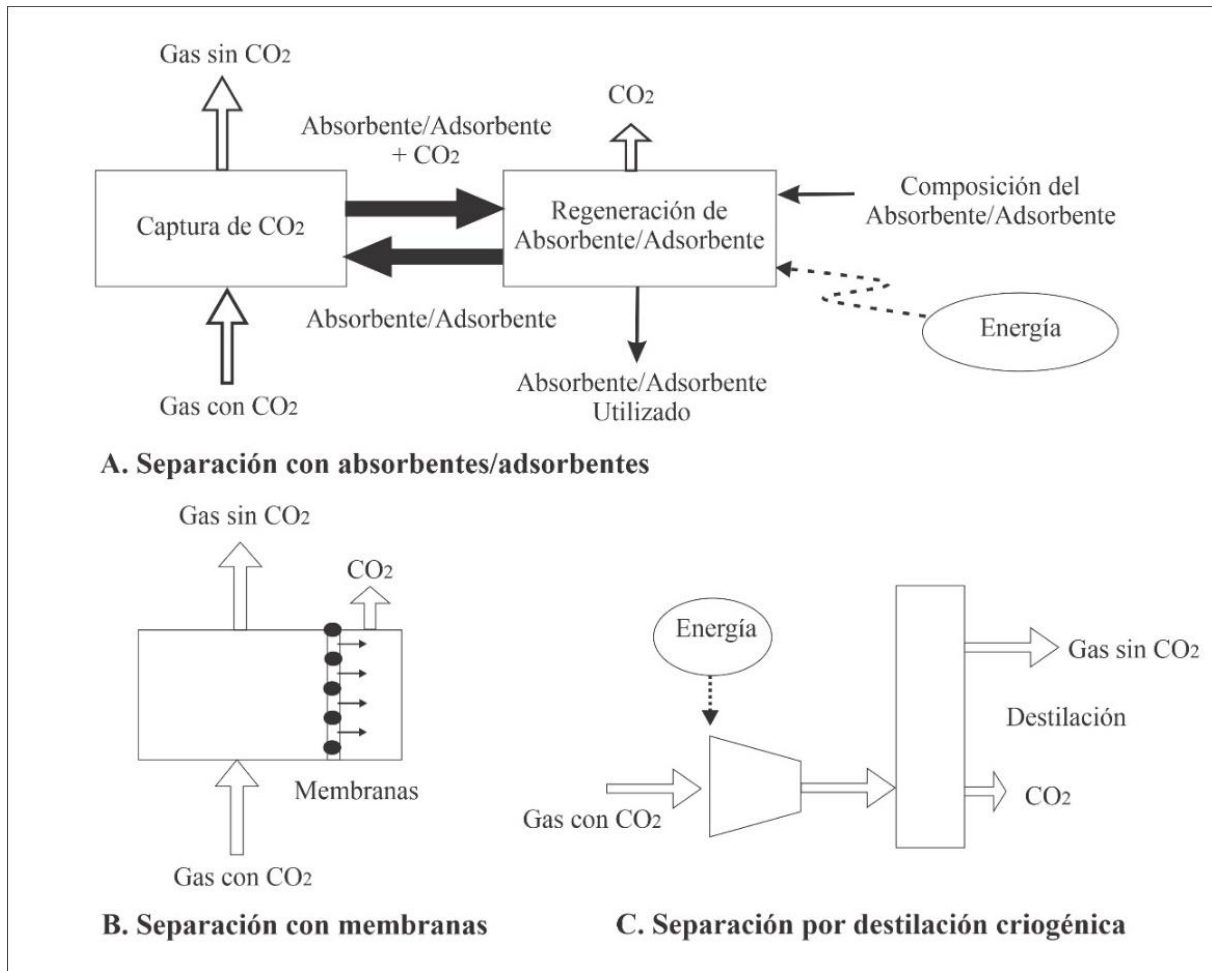 Gas sin CO2
CO2
Absorbente/Adsorbente
+ CO2
Captura de CO2
Regeneración de
Absorbente/Adsorbente
Composición del
Absorbente/Adsorbente
Absorbente/Adsorbente
Energía
Gas con CO2
Absorbente/Adsorbente
Utilizado
A. Separación con absorbentes/adsorbentes
Gas sin CO2
CO2
Membranas
Gas con CO2
B. Separación con membranas
Energía
Gas sin CO2
Destilación
CO2
Gas con CO2
C. Separación por destilación criogénica